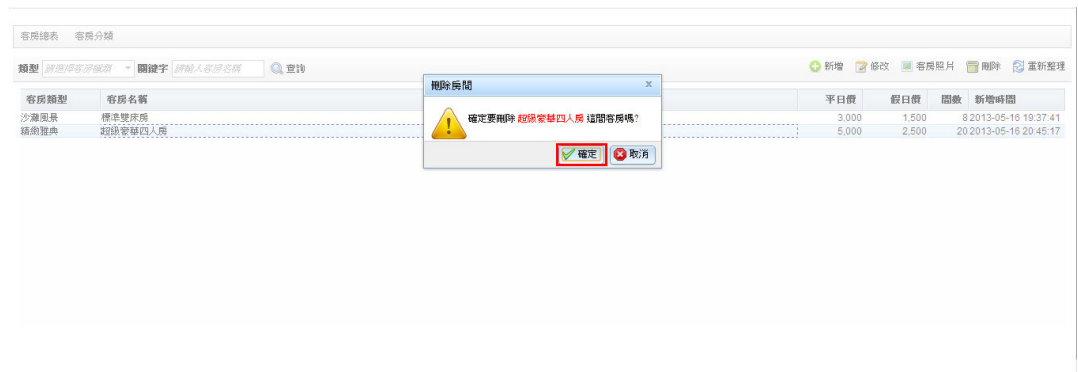 客房總表 客房分類
類型 請選擇客房種類 關鍵字 請輸入客房名稱 查詢 新增 修改 客房照片 刪除 重新整理
刪除房間 x
客房類型 客房名稱 平日價 假日價 間數 新增時間
沙灘風景 標準雙床房 3,000 1,500 8 2013-05-16 19:37:41
精緻雅典 超級豪華四人房 5,000 2,500 20 2013-05-16 20:45:17
確定要刪除 超級豪華四人房 這間客房嗎?
確定 取消